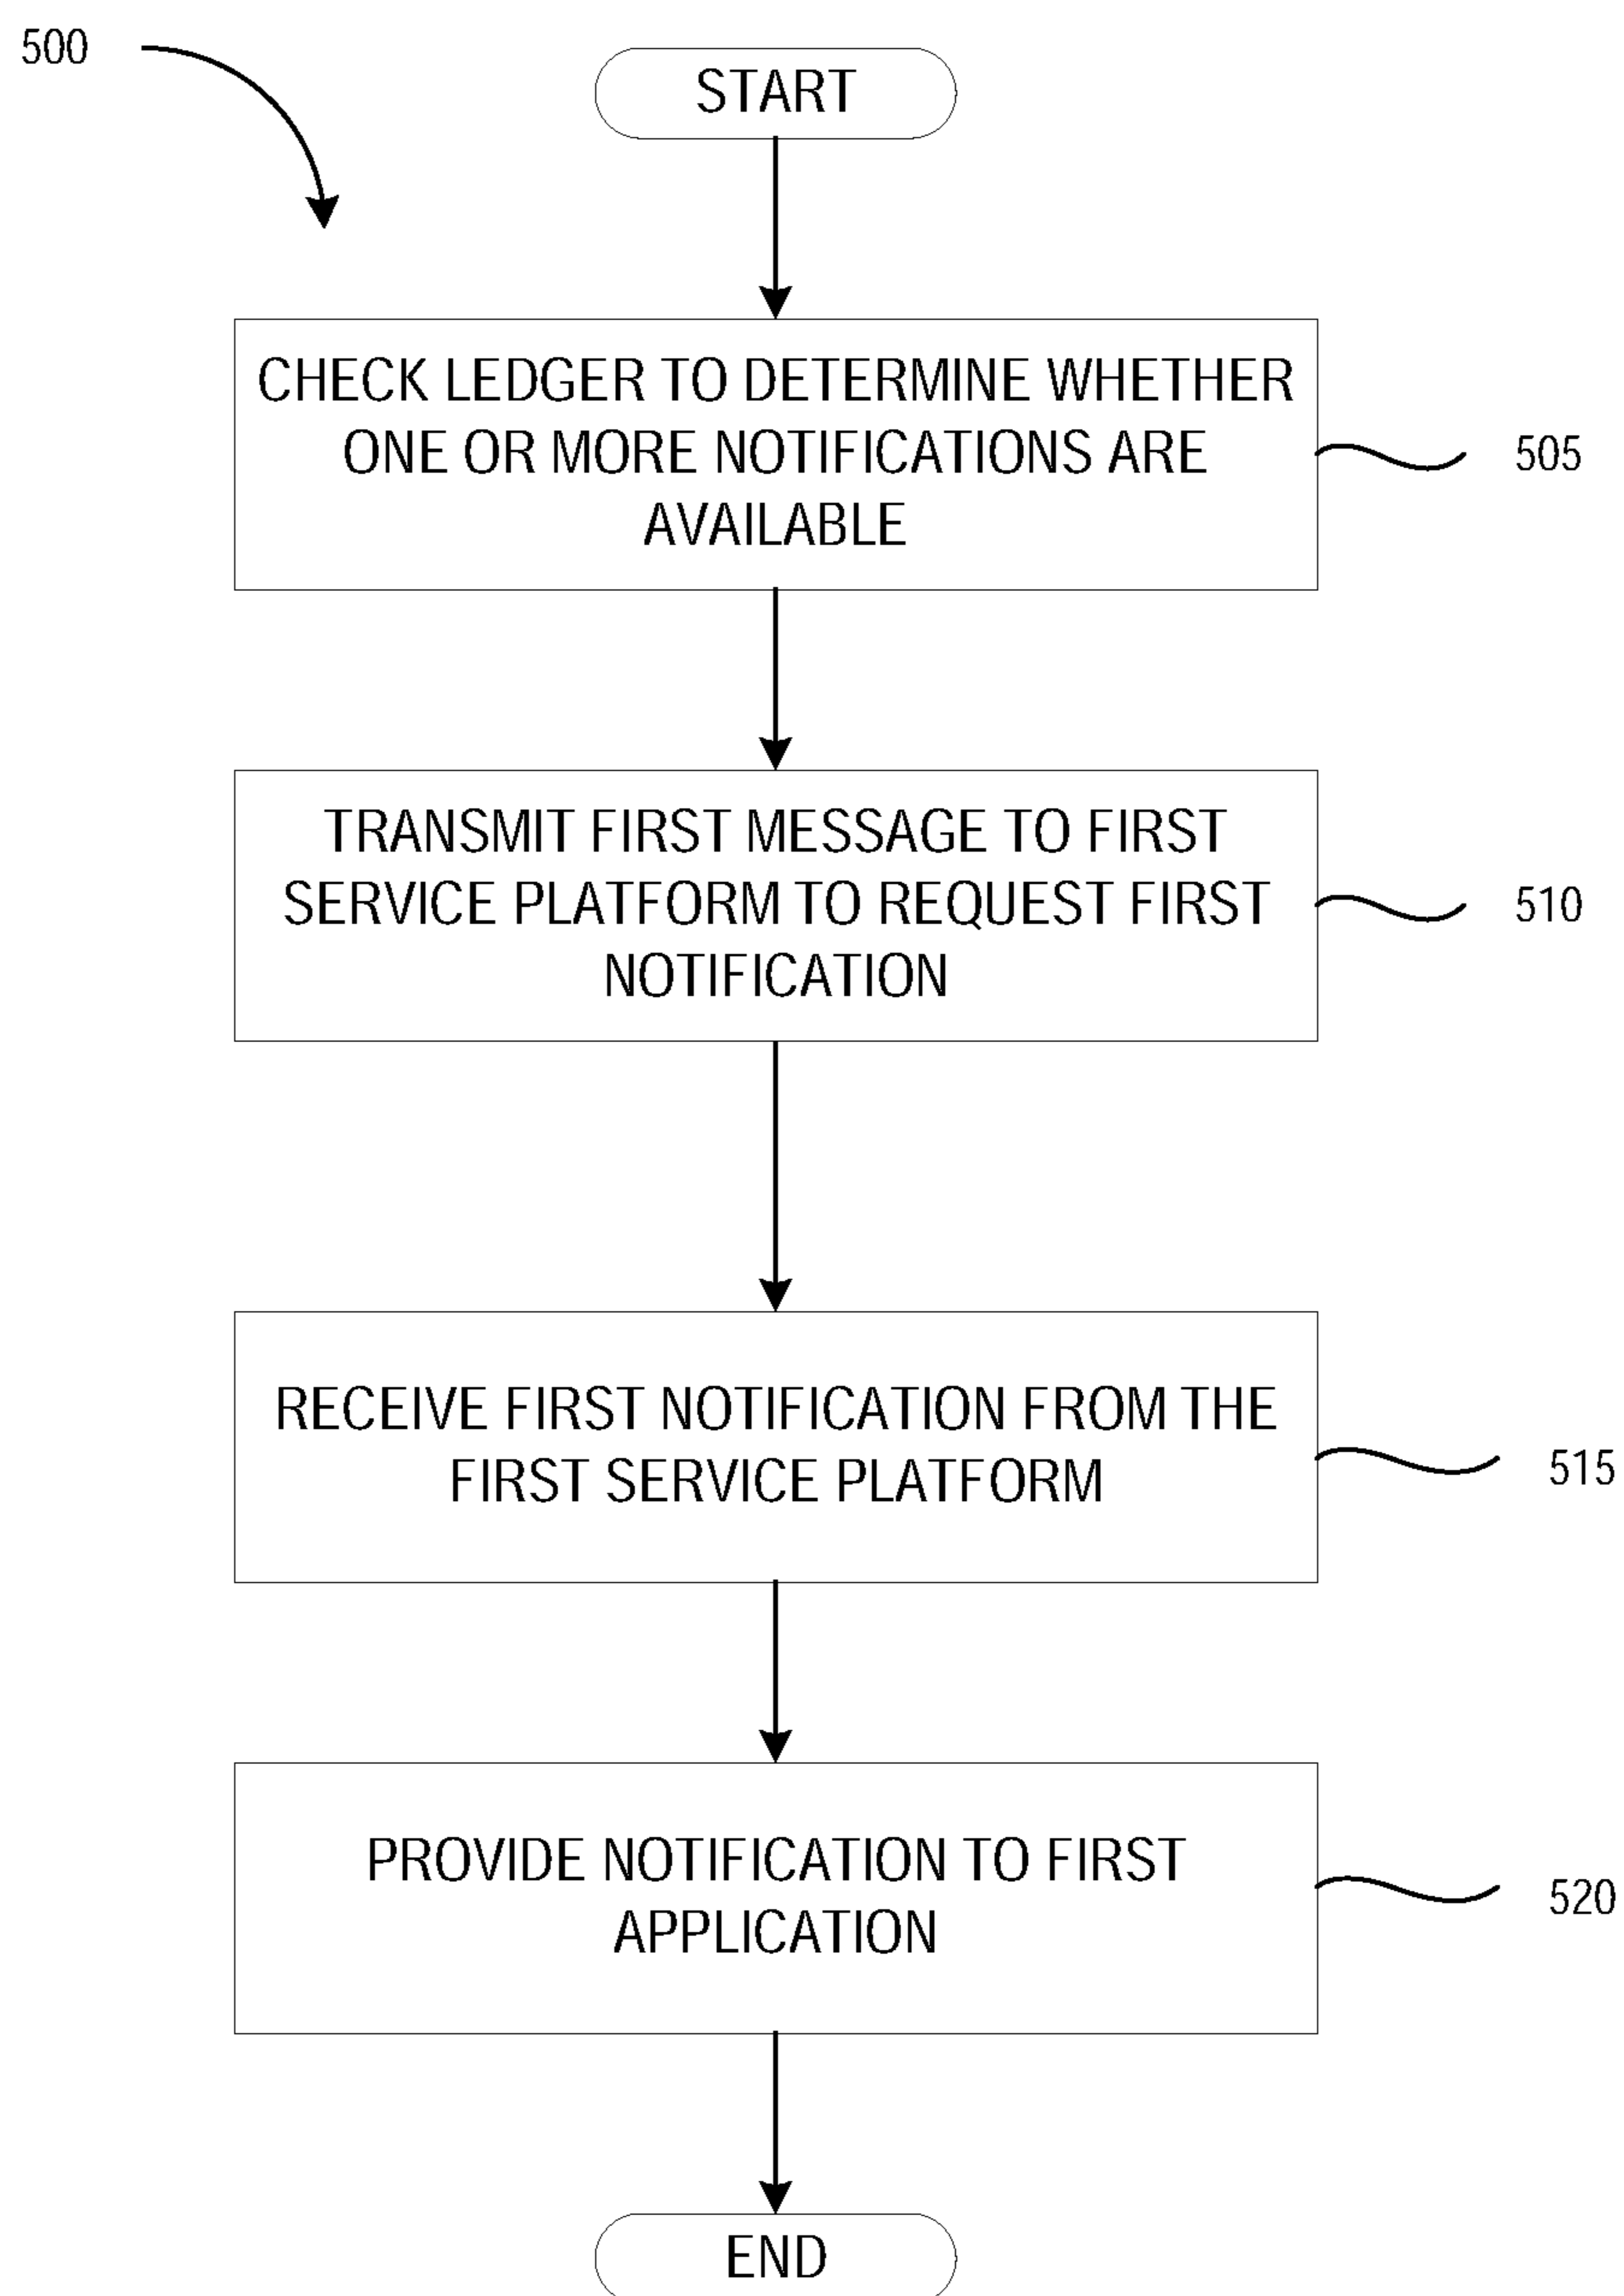 500
START
CHECK LEDGER TO DETERMINE WHETHER
ONE OR MORE NOTIFICATIONS ARE
AVAILABLE
505
TRANSMIT FIRST MESSAGE TO FIRST
SERVICE PLATFORM TO REQUEST FIRST
NOTIFICATION
510
RECEIVE FIRST NOTIFICATION FROM THE
FIRST SERVICE PLATFORM
515
PROVIDE NOTIFICATION TO FIRST
APPLICATION
520
END